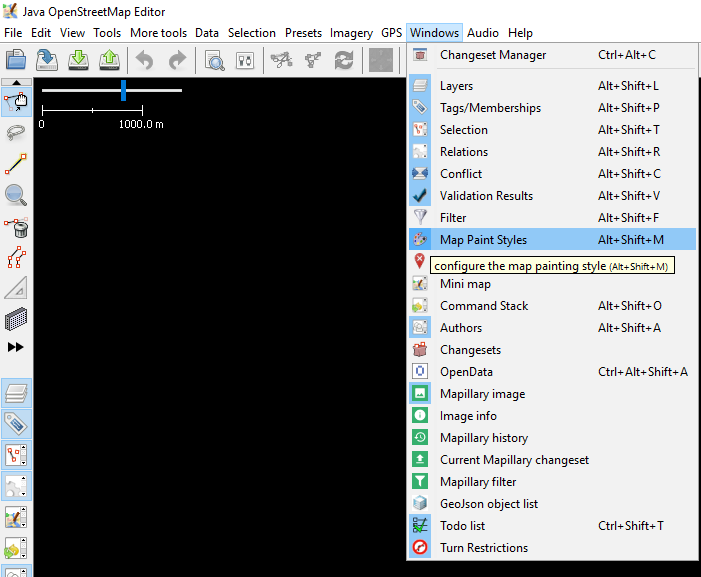 Java OpenStreetMap Editor
File Edit View Tools More tools Data Selection Presets Imagery GPS Windows Audio Help
Changeset Manager Ctrl+Alt+C
Layers Alt+Shift+L
Tags/Memberships Alt+Shift+P
Selection Alt+Shift+T
Relations Alt+Shift+R
Conflict Alt+Shift+C
Validation Results Alt+Shift+V
Filter Alt+Shift+F
Map Paint Styles Alt+Shift+M
configure the map painting style (Alt+Shift+M)
Mini map
Command Stack Alt+Shift+O
Authors Alt+Shift+A
Changesets
OpenData Ctrl+Alt+Shift+A
Mapillary image
Image info
Mapillary history
Current Mapillary changeset
Mapillary filter
GeoJson object list
Todo list Ctrl+Shift+T
Turn Restrictions
0 1000.0 m